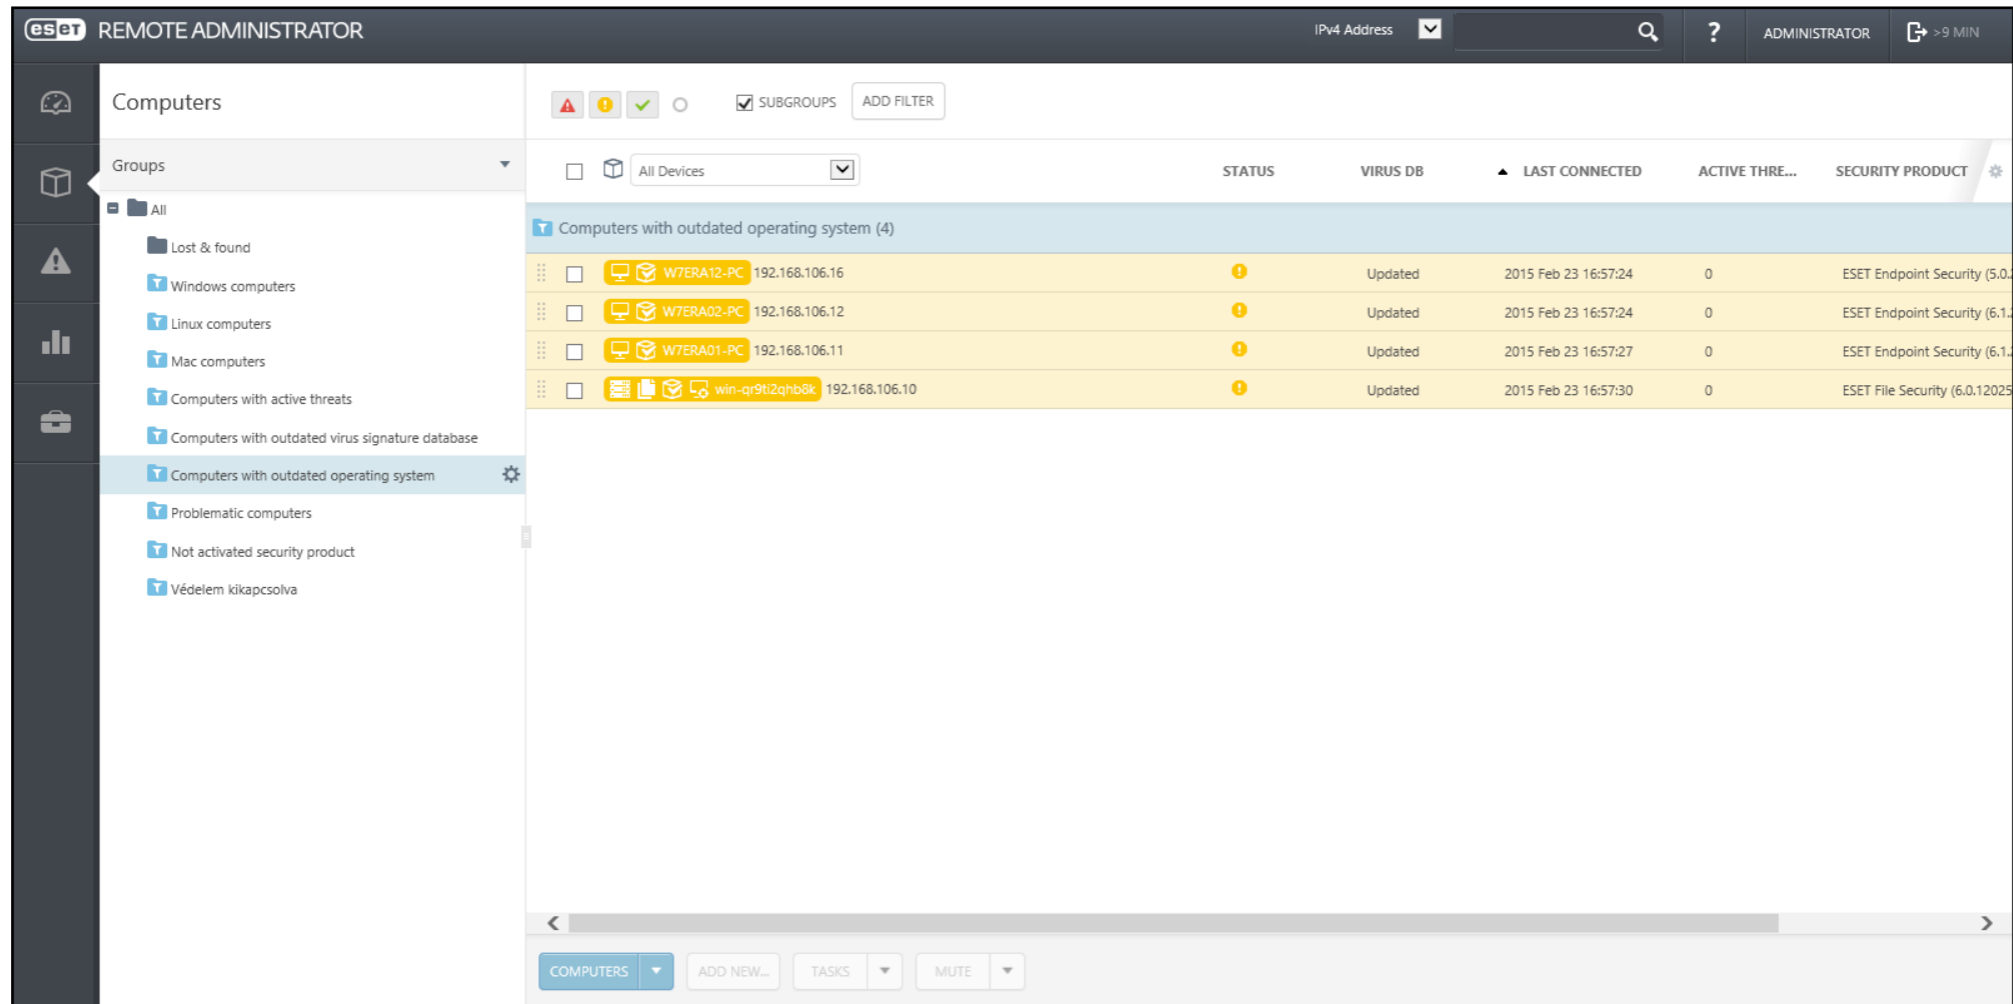 eset REMOTE ADMINISTRATOR
IPv4 Address
? ADMINISTRATOR >9 MIN
Computers
SUBGROUPS ADD FILTER
Groups
All Devices STATUS VIRUS DB LAST CONNECTED ACTIVE THRE... SECURITY PRODUCT
All
Lost & found
Windows computers
Linux computers
Mac computers
Computers with active threats
Computers with outdated virus signature database
Computers with outdated operating system
Problematic computers
Not activated security product
Védelem kikapcsolva
Computers with outdated operating system (4)
W7ERA12-PC 192.168.106.16 Updated 2015 Feb 23 16:57:24 0 ESET Endpoint Security (5.0.2
W7ERA02-PC 192.168.106.12 Updated 2015 Feb 23 16:57:24 0 ESET Endpoint Security (6.1.2
W7ERA01-PC 192.168.106.11 Updated 2015 Feb 23 16:57:27 0 ESET Endpoint Security (6.1.2
win-qr9ti2qhb8k 192.168.106.10 Updated 2015 Feb 23 16:57:30 0 ESET File Security (6.0.12025
COMPUTERS ADD NEW... TASKS MUTE